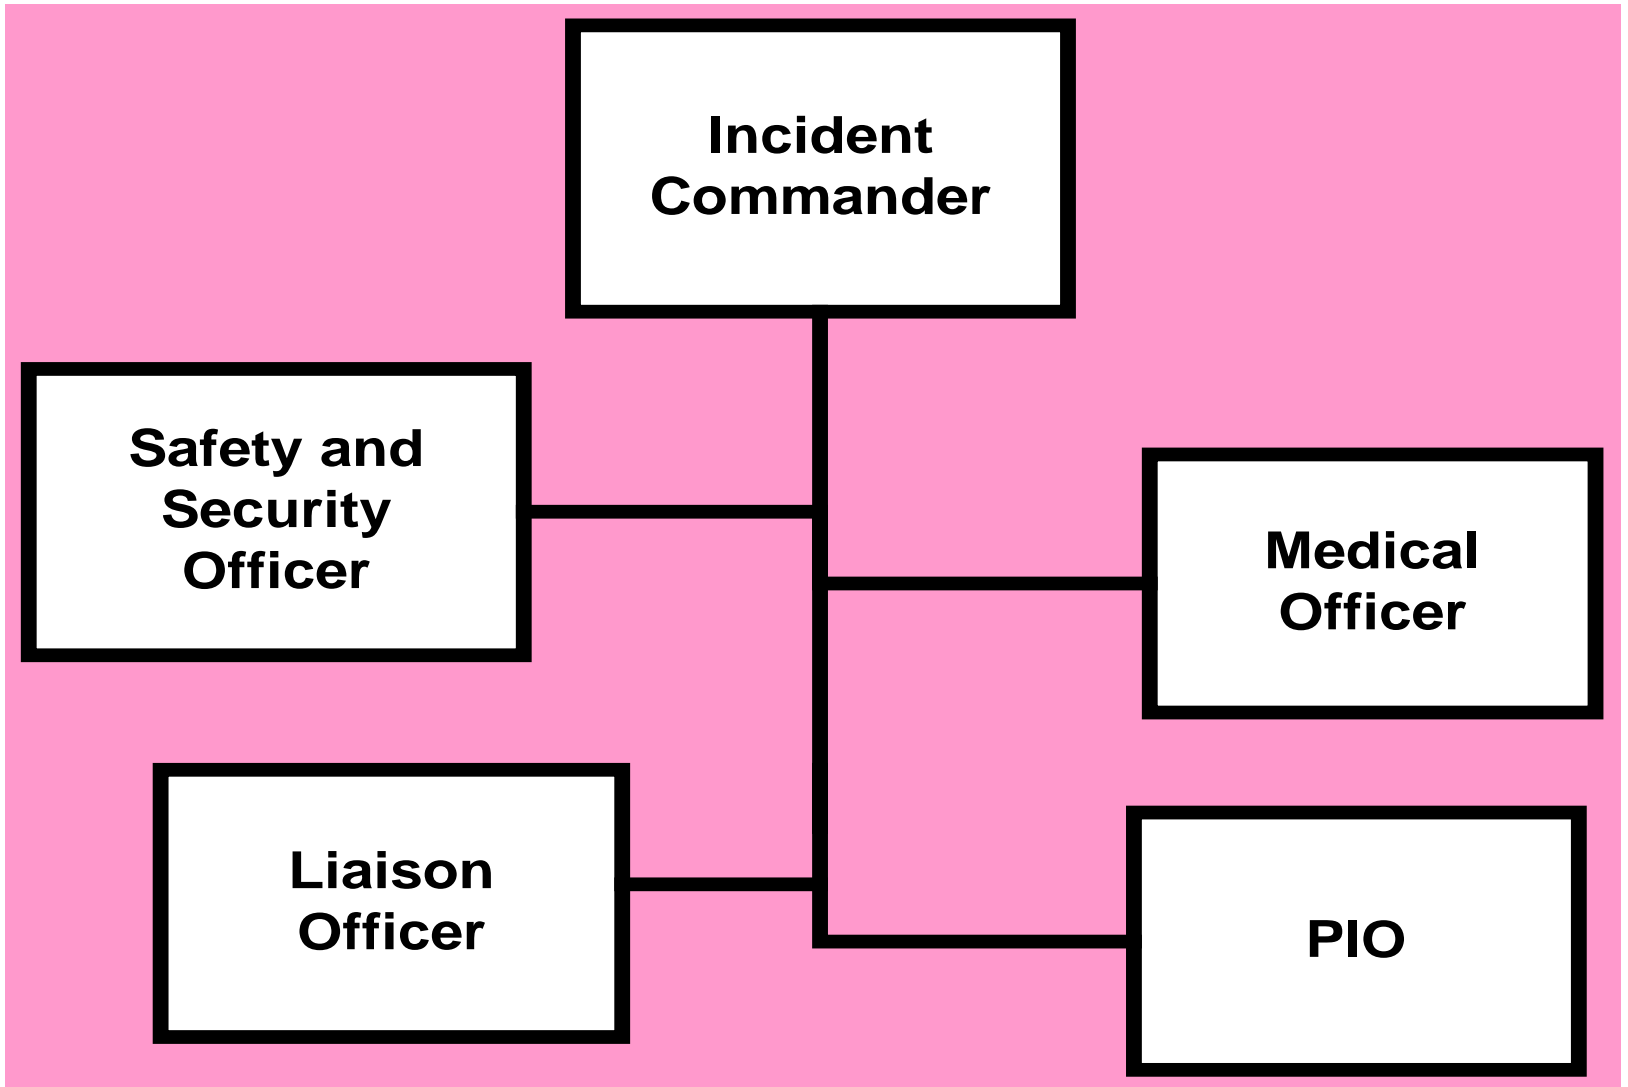 Incident
Commander
Safety and
Security
Officer
Medical
Officer
Liaison
Officer
PIO